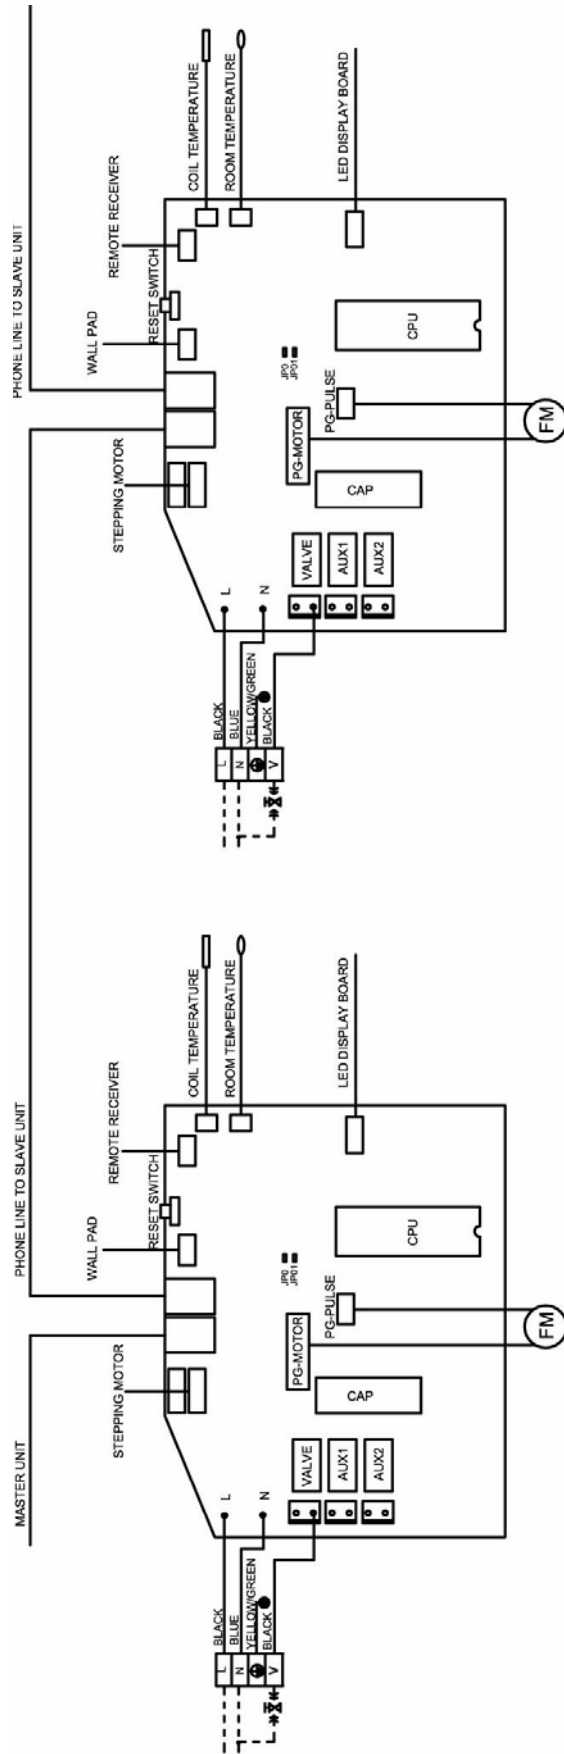 PHONE LINE TO SLAVE UNIT
COIL TEMPERATURE
ROOM TEMPERATURE
LED DISPLAY BOARD
REMOTE RECEIVER
RESET SWITCH
WALL PAD
STEPPING MOTOR
JP0
JP01
CPU
PG-PULSE
PG-MOTOR
FM
CAP
VALVE
AUX1
AUX2
L
N
BLACK
BLUE
YELLOW/GREEN
BLACK
L
N
V
MASTER UNIT
PHONE LINE TO SLAVE UNIT
COIL TEMPERATURE
ROOM TEMPERATURE
LED DISPLAY BOARD
REMOTE RECEIVER
RESET SWITCH
WALL PAD
STEPPING MOTOR
JP0
JP01
CPU
PG-PULSE
PG-MOTOR
FM
CAP
VALVE
AUX1
AUX2
L
N
BLACK
BLUE
YELLOW/GREEN
BLACK
L
N
V